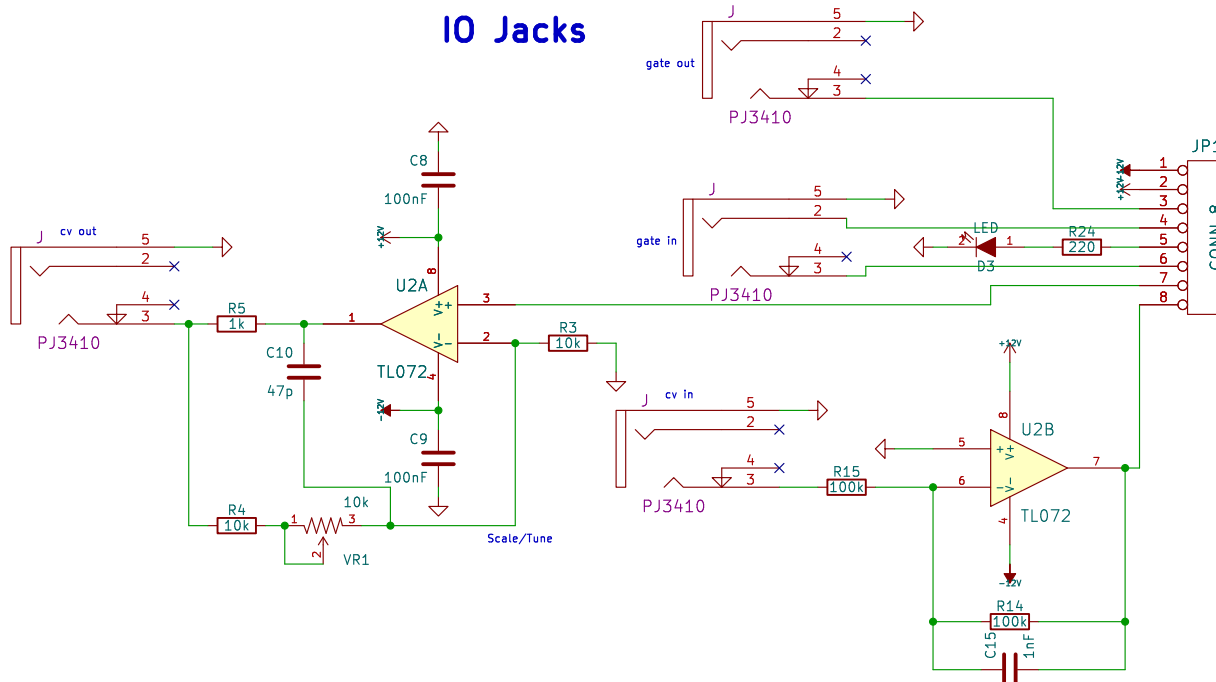 IO Jacks
J
5
2
4
3
gate out
PJ3410
JP1
1
2
3
4
5
6
7
8
-12V
+12V
C8
100nF
+12V
8
U2A
V+
+
3
V-
-
2
1
TL072
4
-12V
C9
100nF
J
cv out
5
2
4
3
PJ3410
R5
1k
C10
47p
R3
10k
R4
10k
1
3
2
10k
VR1
Scale/Tune
J
5
2
4
3
gate in
PJ3410
LED
2
1
D3
R24
220
J
cv in
5
2
4
3
PJ3410
R15
100k
+12V
8
U2B
5
+
V+
6
-
V-
7
TL072
4
-12V
R14
100k
C15
1nF